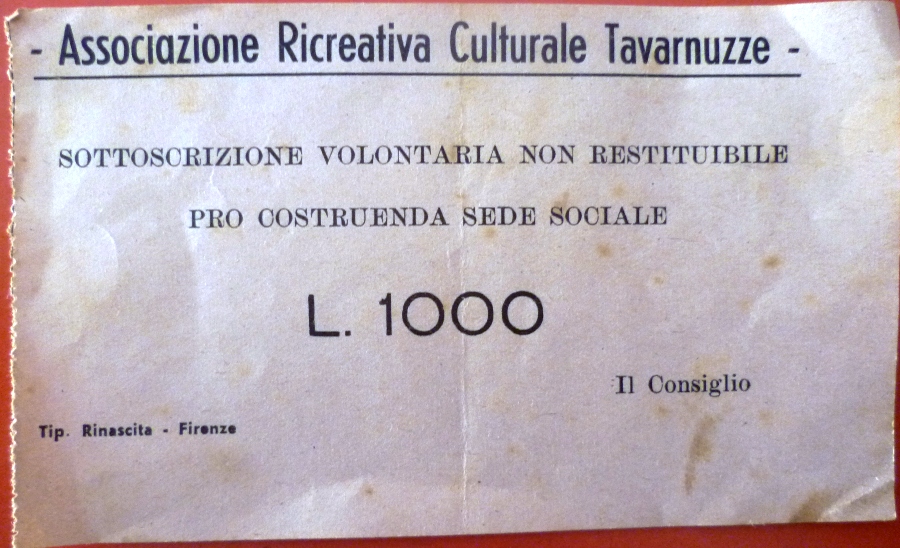 - Associazione Ricreativa Culturale Tavarnuzze -
SOTTOSCRIZIONE VOLONTARIA NON RESTITUIBILE
PRO COSTRUENDA SEDE SOCIALE
L. 1000
Il Consiglio
Tip. Rinascita - Firenze